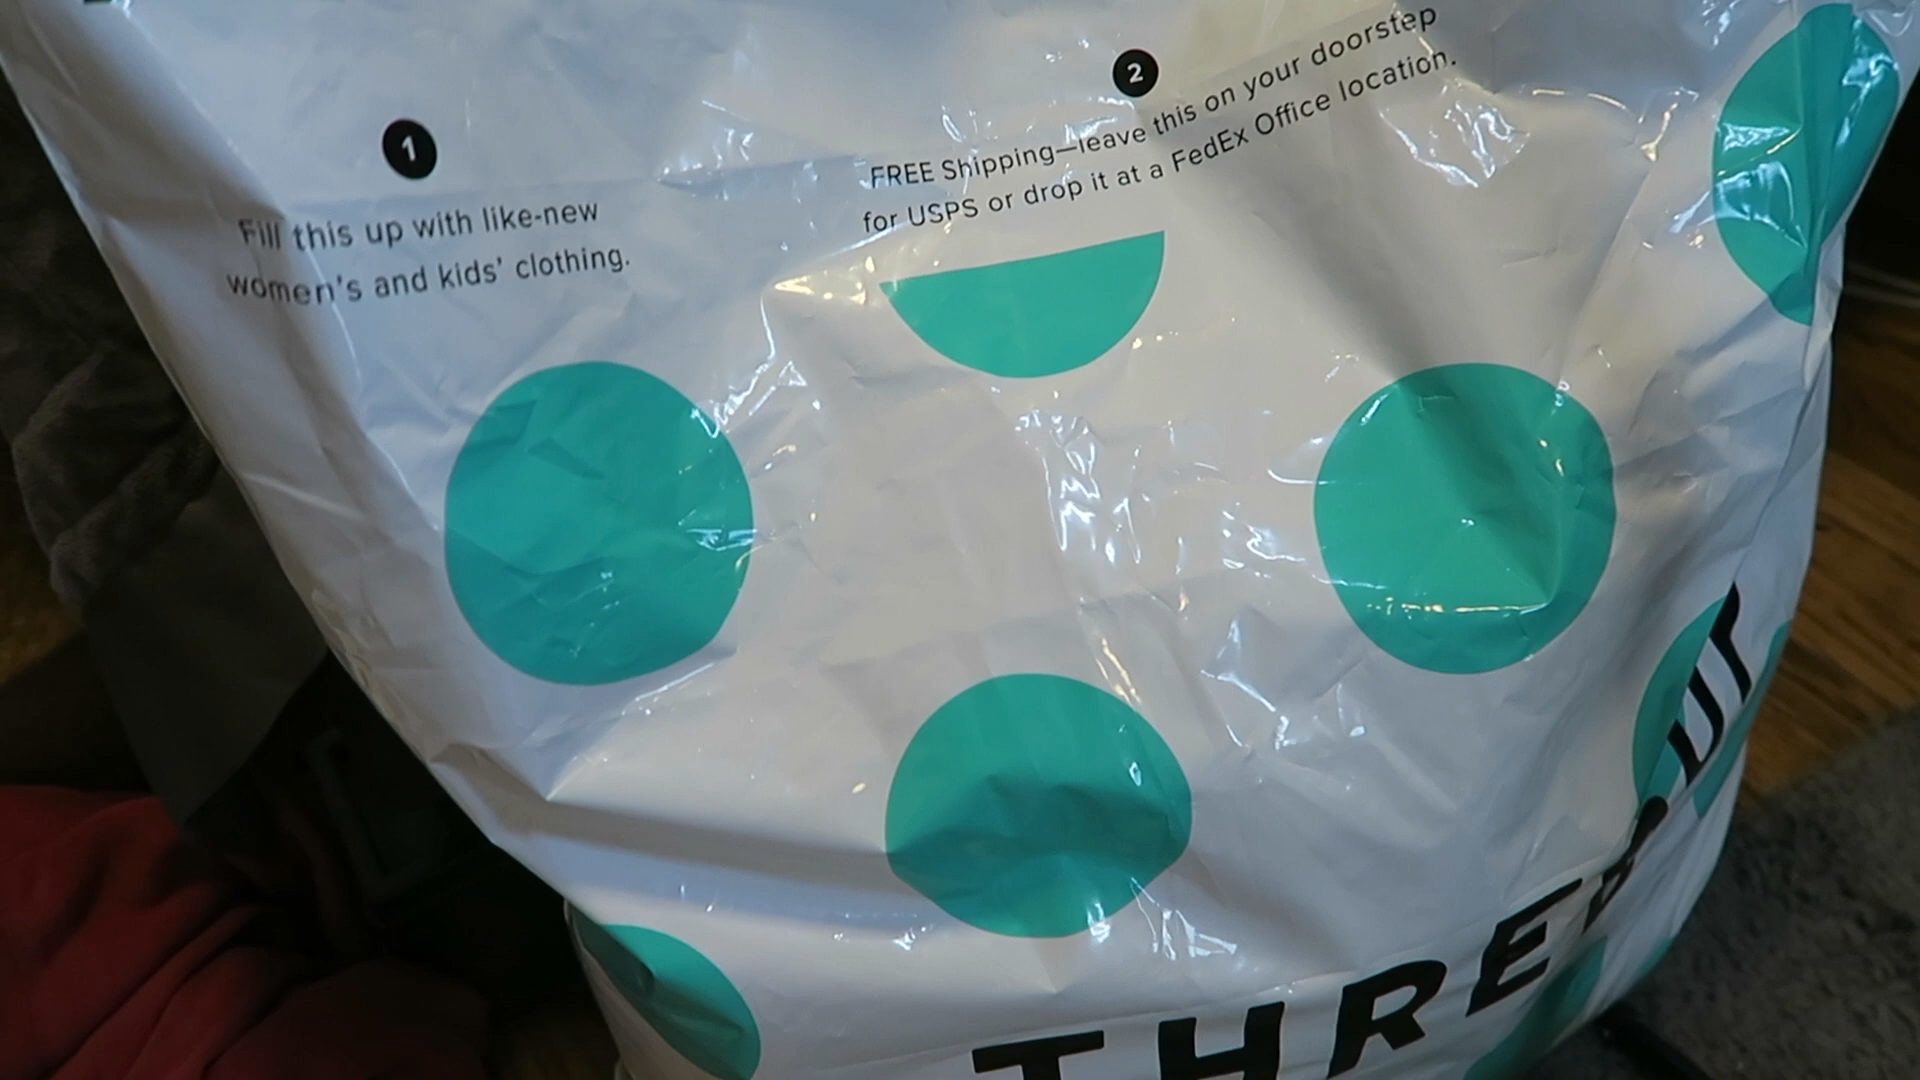 1
Fill this up with like-new
women's and kids' clothing.
2
FREE Shipping—leave this on your doorstep
for USPS or drop it at a FedEx Office location.
THREDUP